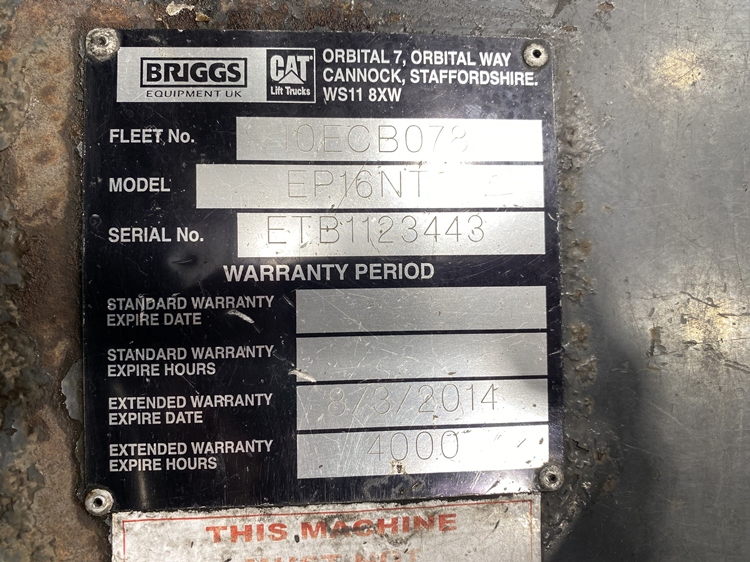 BRIGGS
EQUIPMENT UK
CAT
Lift Trucks
ORBITAL 7, ORBITAL WAY
CANNOCK, STAFFORDSHIRE.
WS11 8XW
FLEET No. 10ECB078
MODEL EP16NT
SERIAL No. ETB1123443
WARRANTY PERIOD
STANDARD WARRANTY
EXPIRE DATE
STANDARD WARRANTY
EXPIRE HOURS
EXTENDED WARRANTY
EXPIRE DATE 8/3/2014
EXTENDED WARRANTY
EXPIRE HOURS 4000
THIS MACHINE